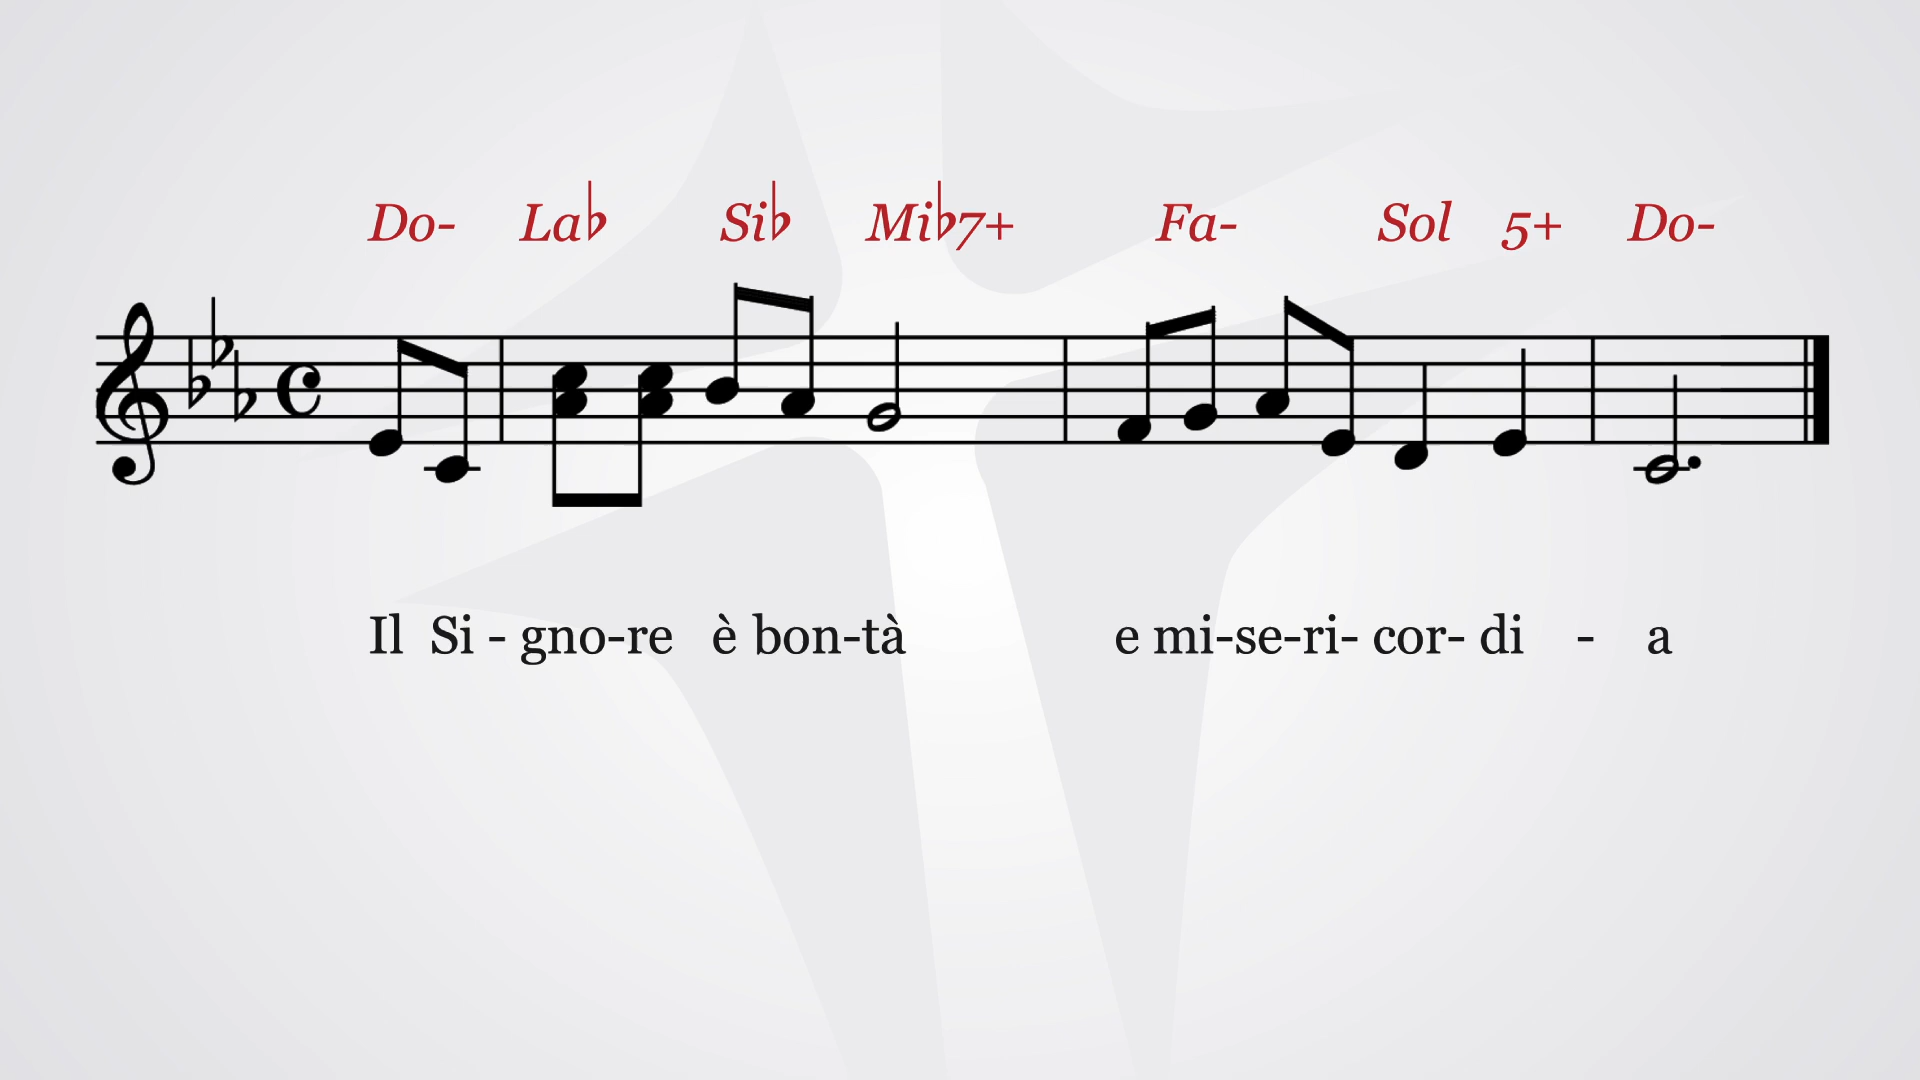 Do- La♭ Si♭ Mi♭7+ Fa- Sol 5+ Do-
Il Si - gno-re è bon-tà e mi-se-ri- cor- di - a